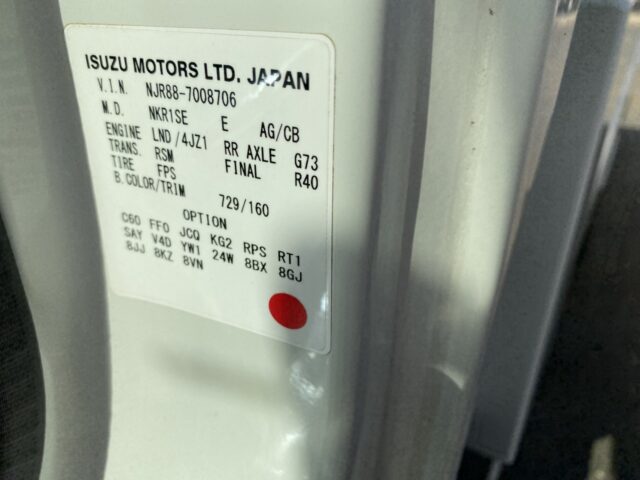 ISUZU MOTORS LTD. JAPAN
V.I.N. NJR88-7008706
M.D. NKR1SE E AG/CB
ENGINE LND/4JZ1 RR AXLE G73
TRANS. RSM FINAL R40
TIRE FPS
B.COLOR/TRIM 729/160
OPTION
C60 FF0 JCQ KG2 RPS RT1
SAY V4D YW1 24W 8BX 8GJ
8JJ 8KZ 8VN